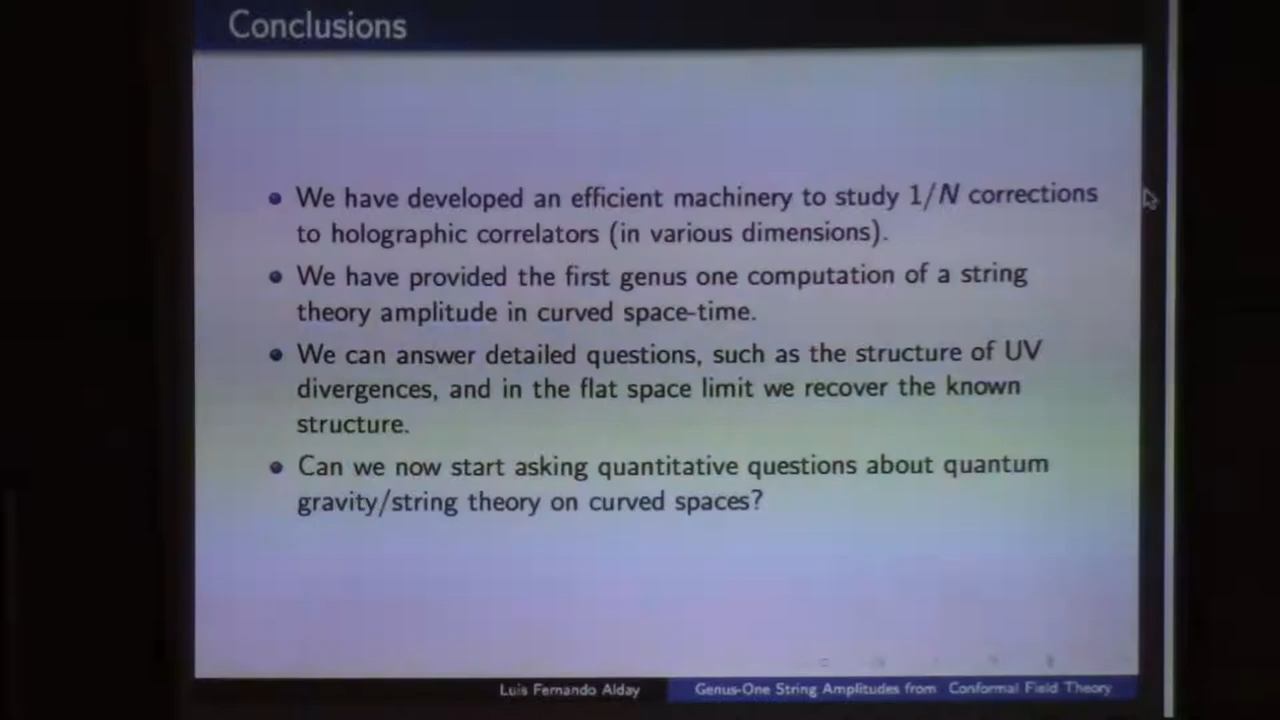 Conclusions
We have developed an efficient machinery to study 1/N corrections
to holographic correlators (in various dimensions).
We have provided the first genus one computation of a string
theory amplitude in curved space-time.
We can answer detailed questions, such as the structure of UV
divergences, and in the flat space limit we recover the known
structure.
Can we now start asking quantitative questions about quantum
gravity/string theory on curved spaces?
Luis Fernando Alday
Genus-One String Amplitudes from Conformal Field Theory